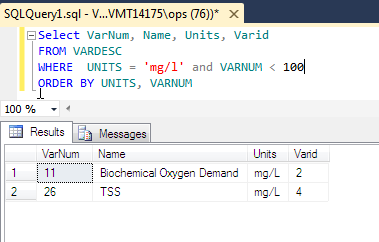 SQLQuery1.sql - V...VMT14175\ops (76))*
Select VarNum, Name, Units, Varid
FROM VARDESC
WHERE UNITS = 'mg/l' and VARNUM < 100
ORDER BY UNITS, VARNUM
100 %
Results Messages
VarNum Name Units Varid
1 11 Biochemical Oxygen Demand mg/L 2
2 26 TSS mg/L 4